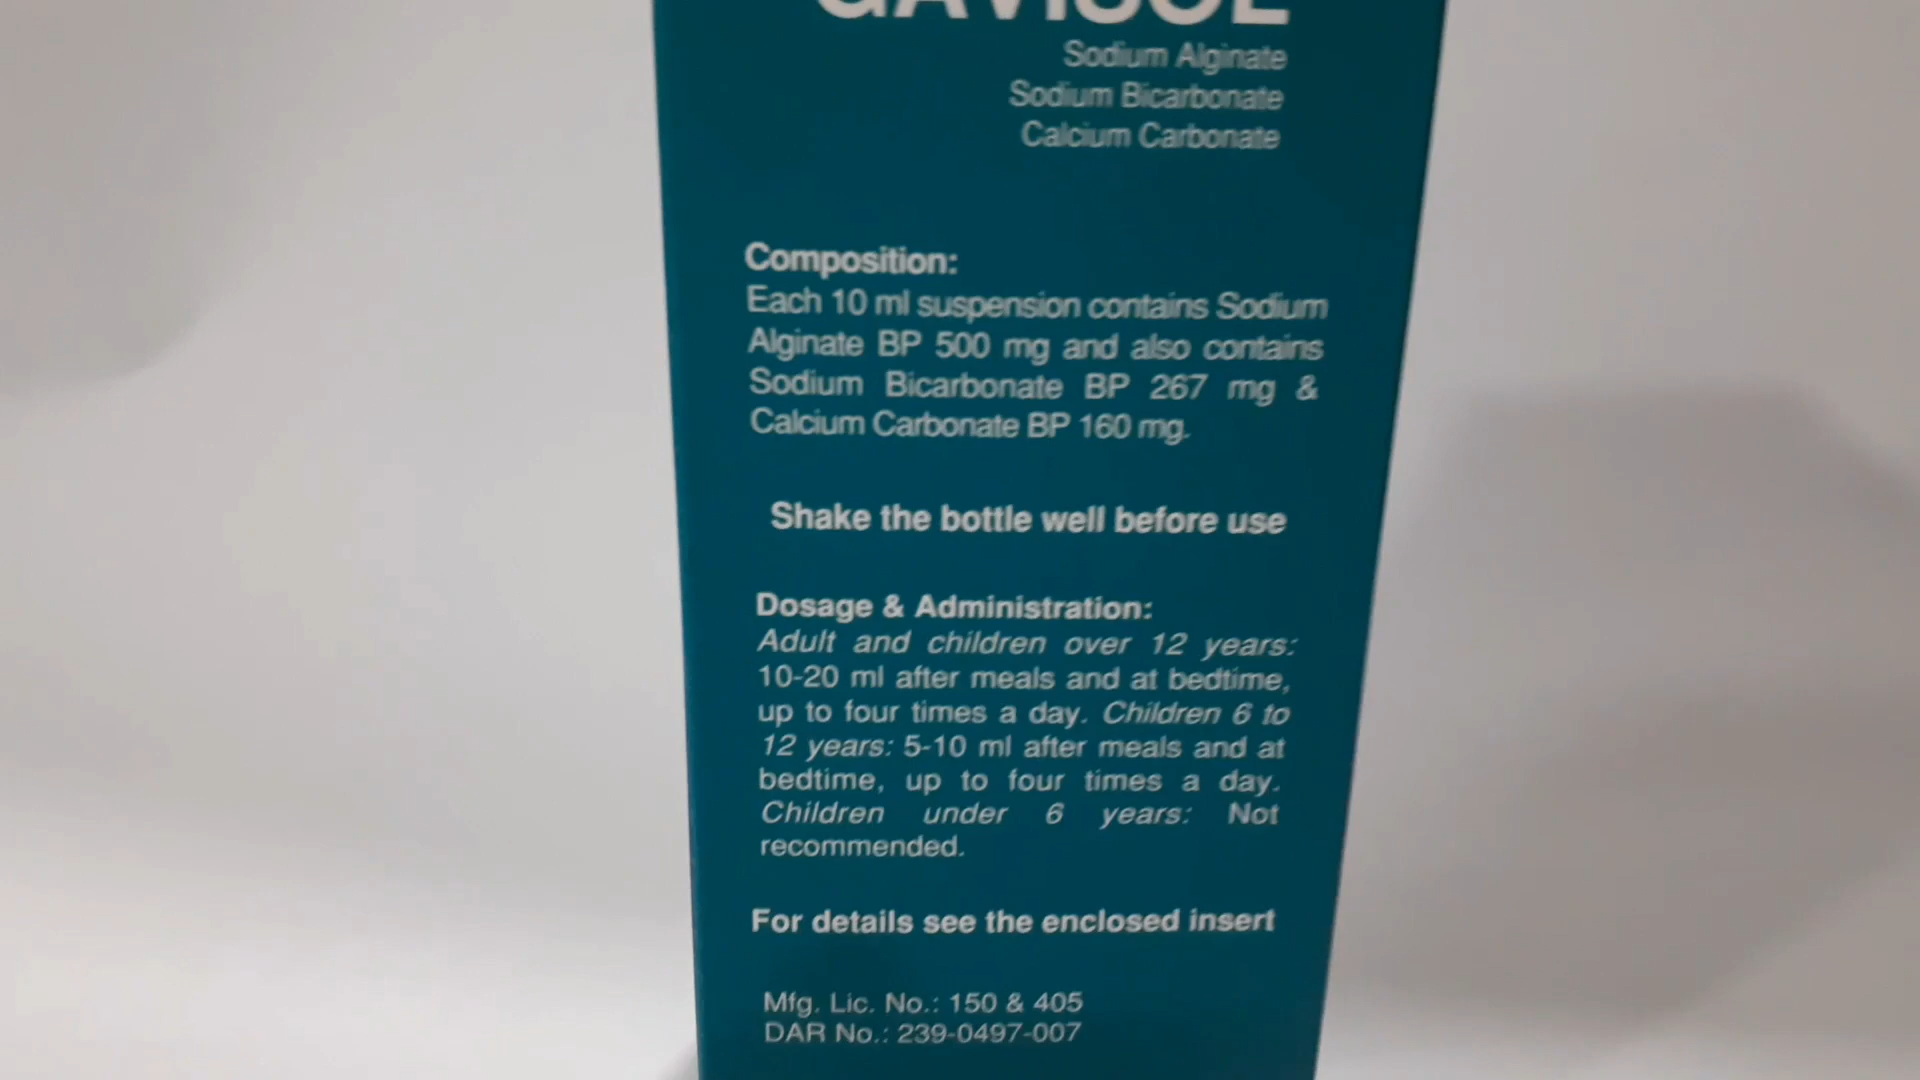 GAVISOL
Sodium Alginate
Sodium Bicarbonate
Calcium Carbonate
Composition:
Each 10 ml suspension contains Sodium
Alginate BP 500 mg and also contains
Sodium Bicarbonate BP 267 mg &
Calcium Carbonate BP 160 mg.
Shake the bottle well before use
Dosage & Administration:
Adult and children over 12 years:
10-20 ml after meals and at bedtime,
up to four times a day. Children 6 to
12 years: 5-10 ml after meals and at
bedtime, up to four times a day.
Children under 6 years: Not
recommended.
For details see the enclosed insert
Mfg. Lic. No.: 150 & 405
DAR No.: 239-0497-007